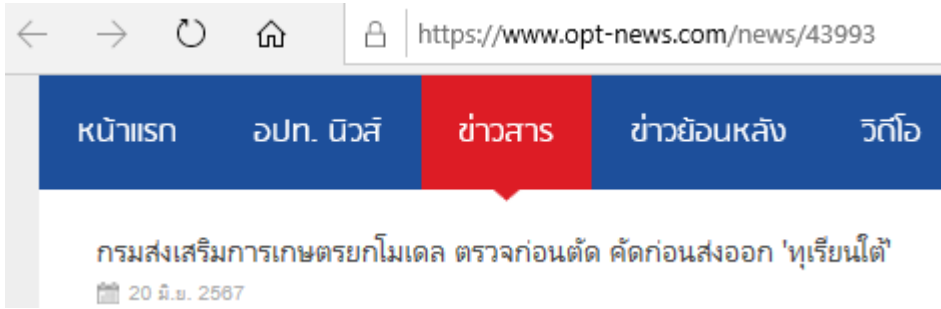 https://www.opt-news.com/news/43993
หน้าแรก อปท. นิวส์ ข่าวสาร ข่าวย้อนหลัง วิดีโอ
กรมส่งเสริมการเกษตรยกโมเดล ตรวจก่อนตัด คัดก่อนส่งออก 'ทุเรียนใต้'
20 มิ.ย. 2567